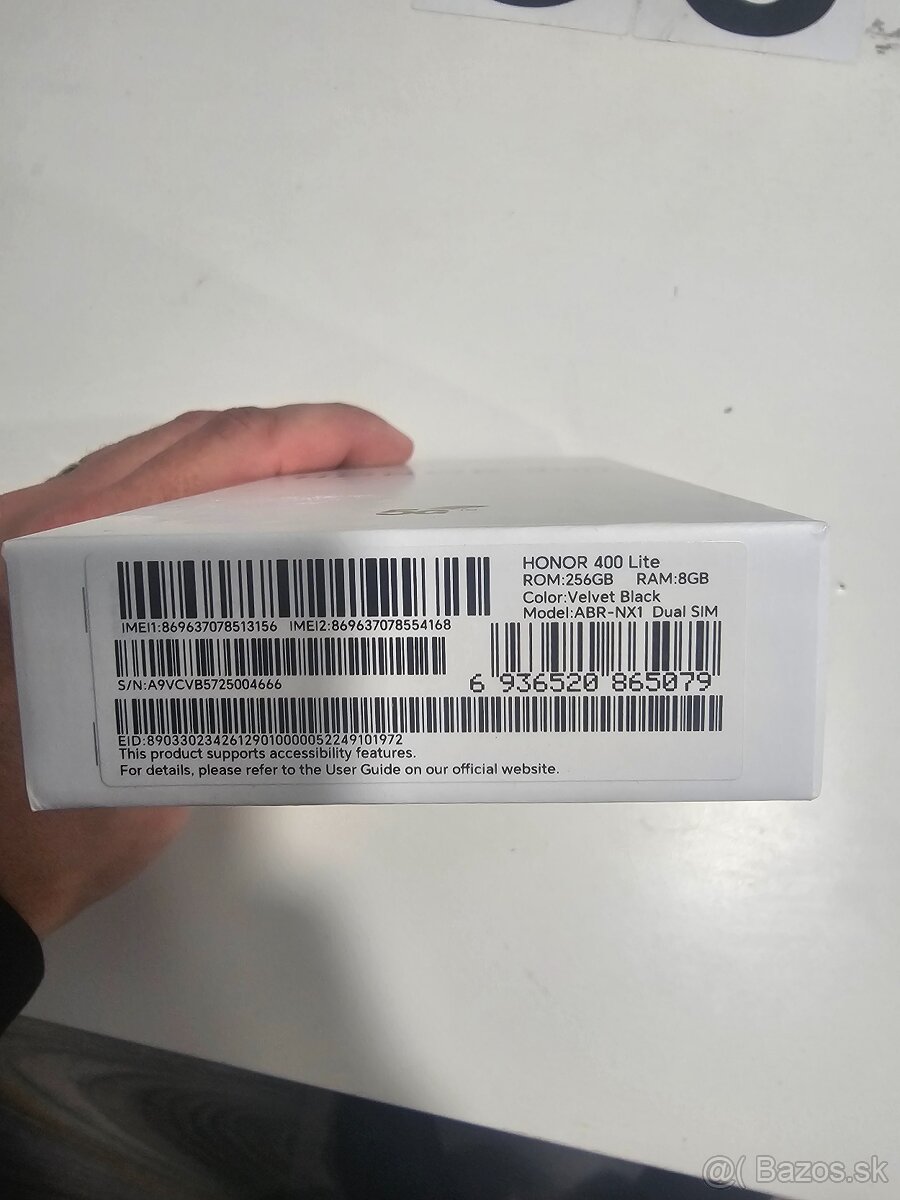 5G
HONOR 400 Lite
ROM:256GB RAM:8GB
Color:Velvet Black
Model:ABR-NX1 Dual SIM
IMEI1:869637078513156 IMEI2:869637078554168
S/N:A9VCVB5725004666
6 936520 865079
EID:89033023426129010000052249101972
This product supports accessibility features.
For details, please refer to the User Guide on our official website.
@( Bazos.sk